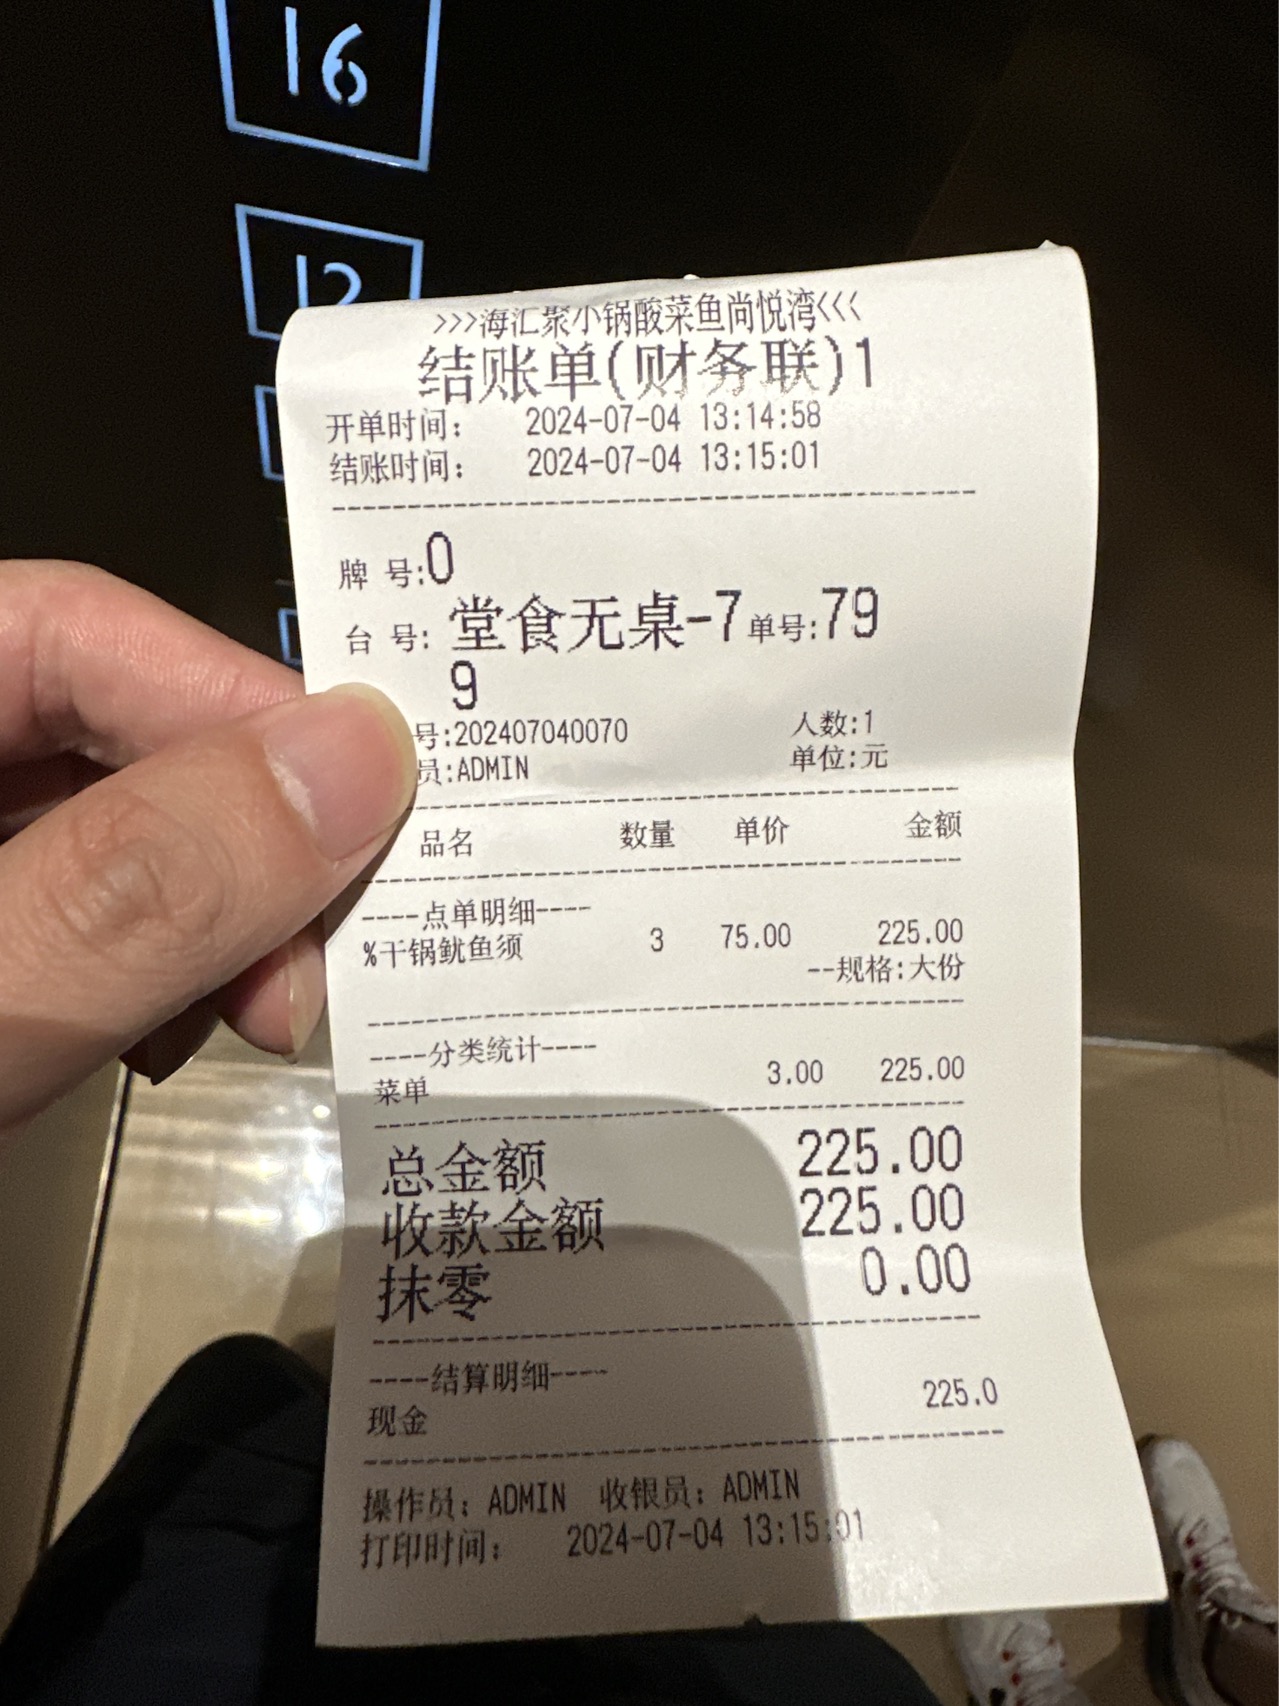 16
12
>>>海汇聚小锅酸菜鱼尚悦湾<<<
结账单(财务联)1
开单时间： 2024-07-04 13:14:58
结账时间： 2024-07-04 13:15:01
牌 号:0
台 号: 堂食无桌-7单号:79
9
号:202407040070 人数:1
员:ADMIN 单位:元
品名 数量 单价 金额
----点单明细----
%干锅鱿鱼须 3 75.00 225.00
--规格:大份
----分类统计----
菜单 3.00 225.00
总金额 225.00
收款金额 225.00
抹零 0.00
----结算明细----
现金 225.0
操作员：ADMIN 收银员：ADMIN
打印时间： 2024-07-04 13:15:01